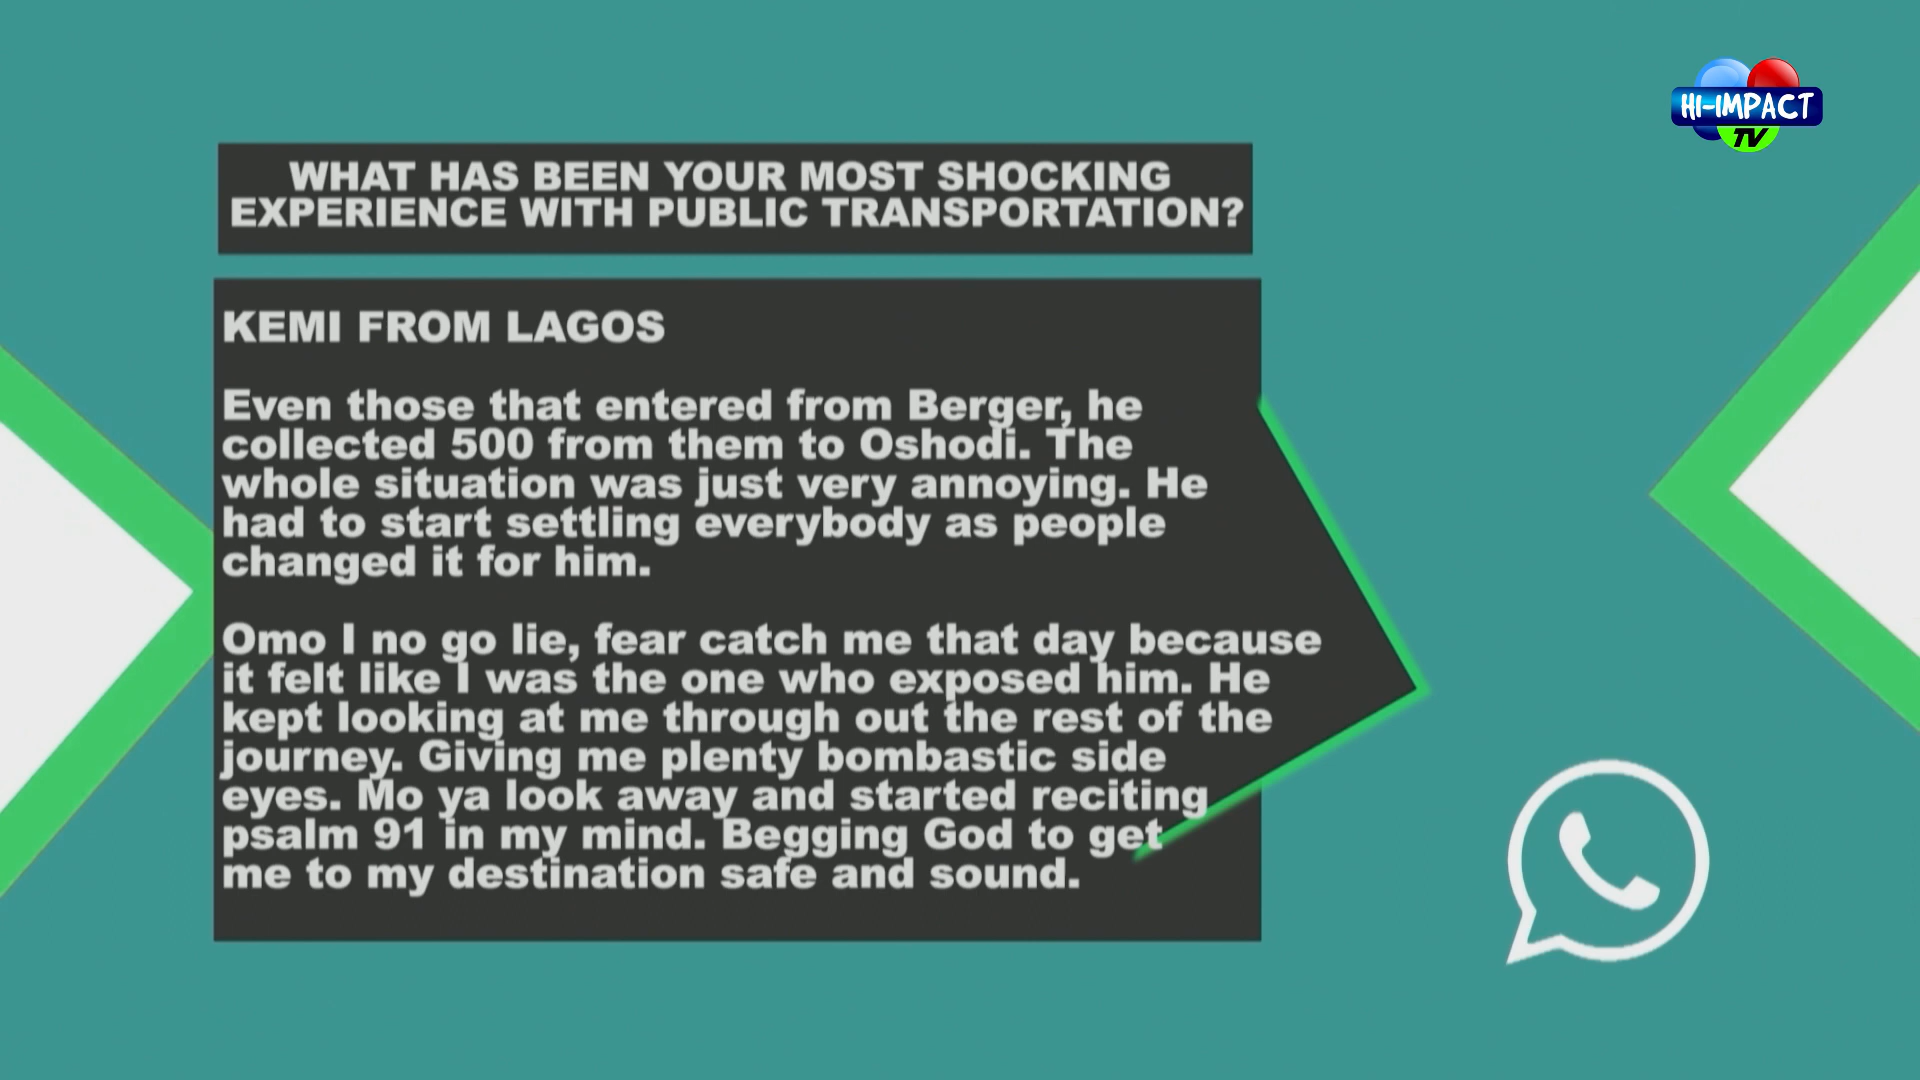 HI-IMPACT
TV
WHAT HAS BEEN YOUR MOST SHOCKING
EXPERIENCE WITH PUBLIC TRANSPORTATION?
KEMI FROM LAGOS
Even those that entered from Berger, he
collected 500 from them to Oshodi. The
whole situation was just very annoying. He
had to start settling everybody as people
changed it for him.
Omo I no go lie, fear catch me that day because
it felt like I was the one who exposed him. He
kept looking at me through out the rest of the
journey. Giving me plenty bombastic side
eyes. Mo ya look away and started reciting
psalm 91 in my mind. Begging God to get
me to my destination safe and sound.